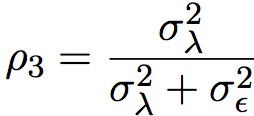 ρ₃ = σ²_λ / (σ²_λ + σ²_ϵ)